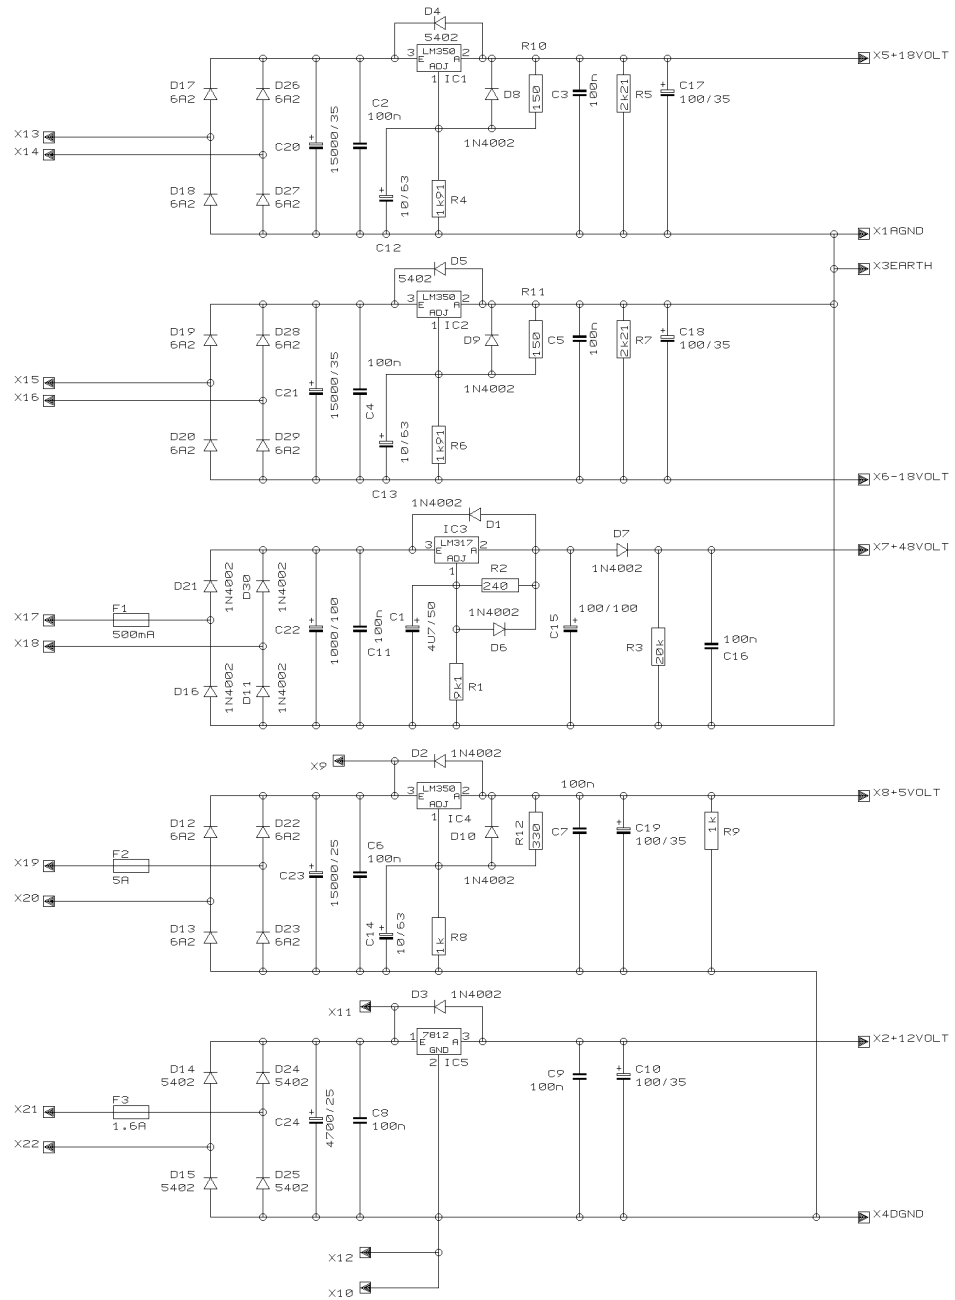 D4
5402
3 E LM350 A 2
ADJ
1 IC1
R10
X5+18VOLT
D17
6A2
D26
6A2
C2
100n
D8
150
C3
100n
R5
2k21
C17
100/35
X13
X14
C20
15000/35
1N4002
D18
6A2
D27
6A2
10/63
C12
1k91
R4
X1AGND
X3EARTH
D5
5402
3 E LM350 A 2
ADJ
1 IC2
R11
D19
6A2
D28
6A2
D9
150
C5
100n
R7
2k21
C18
100/35
X15
X16
C21
15000/35
100n
C4
1N4002
D20
6A2
D29
6A2
10/63
C13
1k91
R6
X6-18VOLT
1N4002
D1
IC3
3 E LM317 A 2
ADJ
1
D7
1N4002
X7+48VOLT
D21
1N4002
D30
1N4002
R2
240
X17
F1
500mA
X18
C22
1000/100
100n
C11
C1
4U7/50
1N4002
D6
C15
100/100
R3
20k
100n
C16
D16
1N4002
D11
1N4002
R1
X9
D2
1N4002
3 E LM350 A 2
ADJ
1 IC4
100n
X8+5VOLT
D12
6A2
D22
6A2
D10
R12
330
C7
C19
100/35
1k
R9
X19
F2
5A
X20
C23
15000/25
C6
100n
1N4002
D13
6A2
D23
6A2
C14
10/63
1k
R8
X11
D3
1N4002
1 E 7812 A 3
GND
2 IC5
X2+12VOLT
D14
5402
D24
5402
C9
100n
C10
100/35
X21
F3
1.6A
X22
C24
4700/25
C8
100n
D15
5402
D25
5402
X4DGND
X12
X10